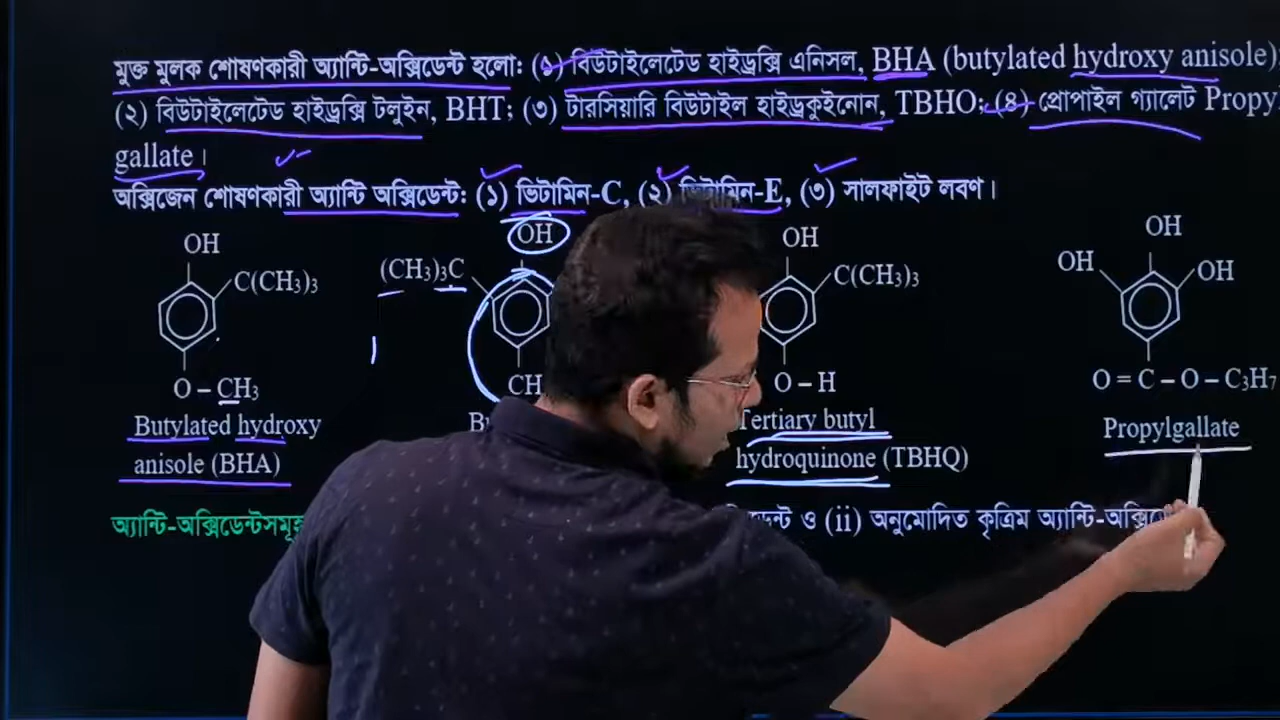 মুক্ত মূলক শোষণকারী অ্যান্টি-অক্সিডেন্ট হলো: (১) বিউটাইলেটেড হাইড্রক্সি এনিসল, BHA (butylated hydroxy anisole);
(২) বিউটাইলেটেড হাইড্রক্সি টলুইন, BHT; (৩) টারসিয়ারি বিউটাইল হাইড্রকুইনোন, TBHO; (৪) প্রোপাইল গ্যালেট Propyl
gallate।
অক্সিজেন শোষণকারী অ্যান্টি অক্সিডেন্ট: (১) ভিটামিন-C, (২) ভিটামিন-E, (৩) সালফাইট লবণ।
OH
C(CH₃)₃
O – CH₃
Butylated hydroxy
anisole (BHA)
OH
(CH₃)₃C
CH
OH
C(CH₃)₃
O – H
Tertiary butyl
hydroquinone (TBHQ)
OH
OH
OH
O = C – O – C₃H₇
Propylgallate
অ্যান্টি-অক্সিডেন্টসমূহ ও (ii) অনুমোদিত কৃত্রিম